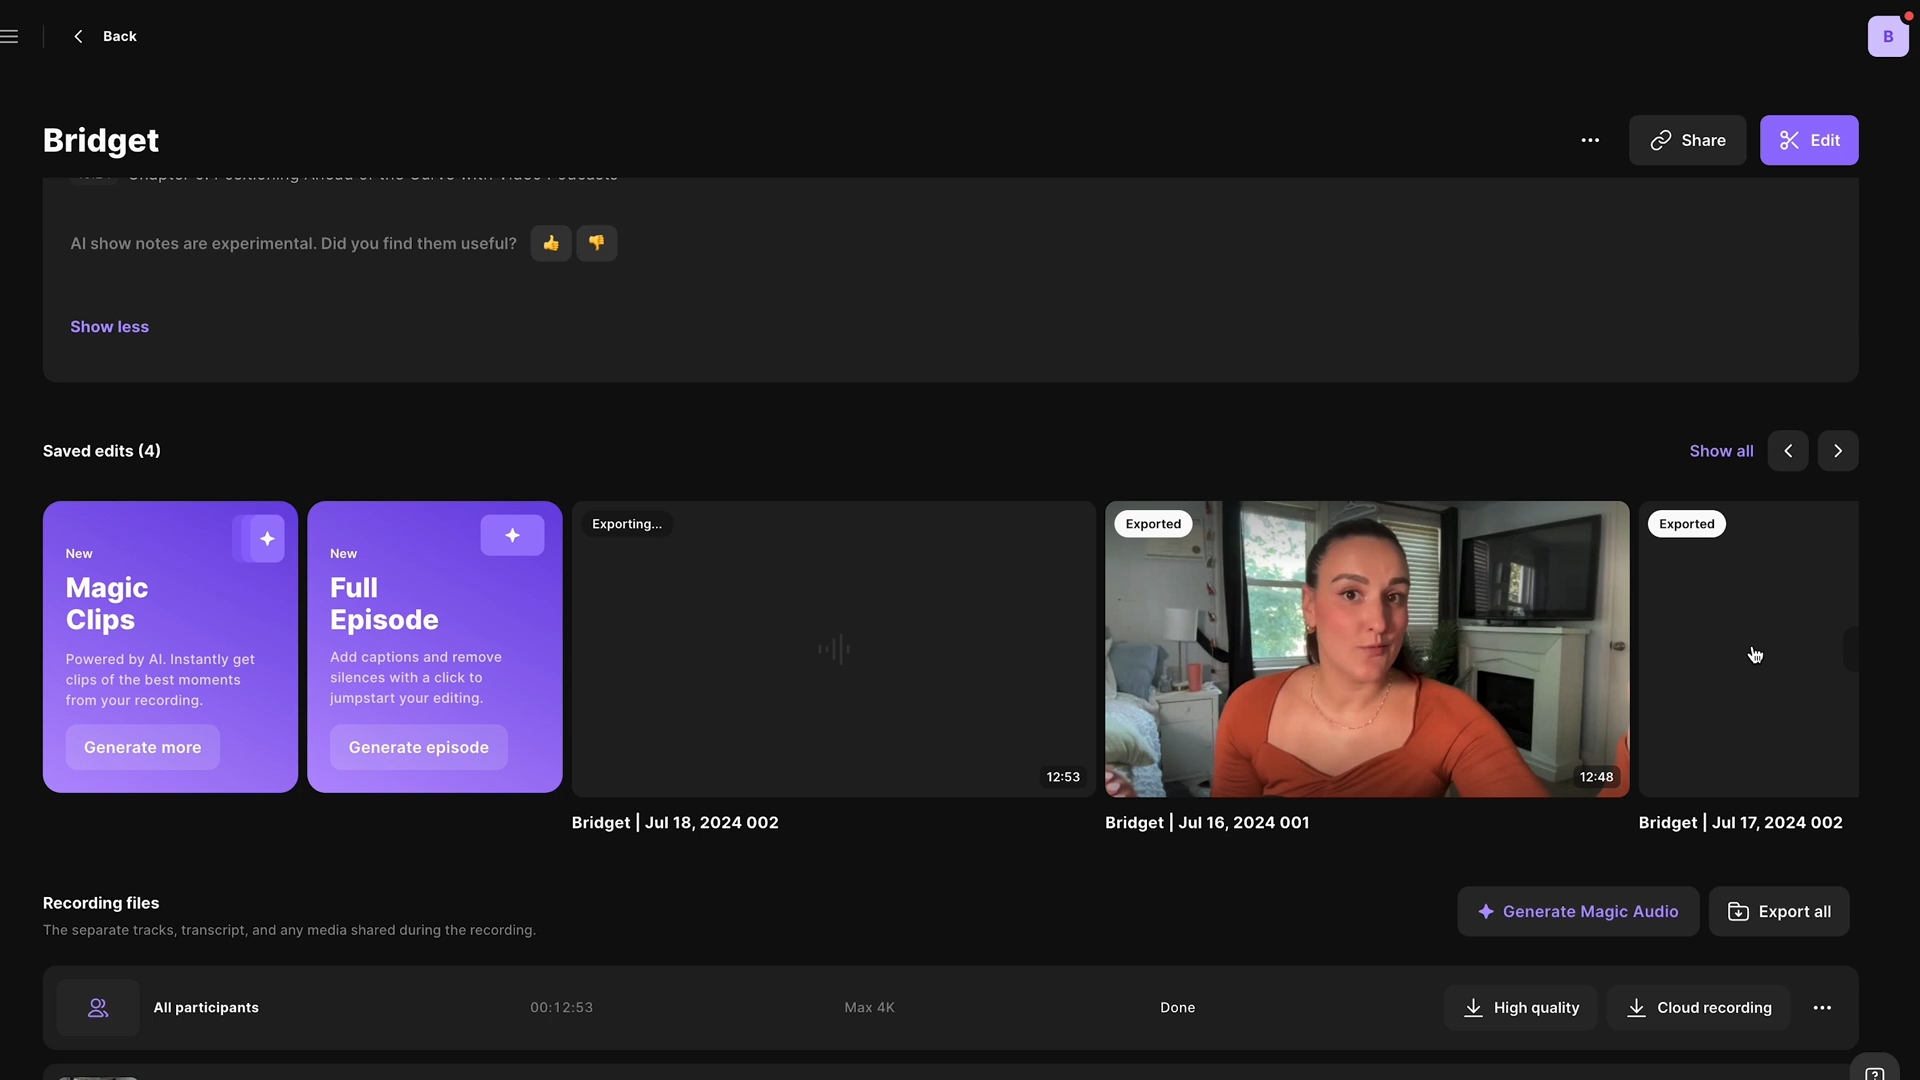 Back
B
Bridget
Share
Edit
AI show notes are experimental. Did you find them useful?
Show less
Saved edits (4)
Show all
New
Magic
Clips
Powered by AI. Instantly get
clips of the best moments
from your recording.
Generate more
New
Full
Episode
Add captions and remove
silences with a click to
jumpstart your editing.
Generate episode
Exporting...
12:53
Bridget | Jul 18, 2024 002
Exported
12:48
Bridget | Jul 16, 2024 001
Exported
Bridget | Jul 17, 2024 002
Recording files
The separate tracks, transcript, and any media shared during the recording.
Generate Magic Audio
Export all
All participants
00:12:53
Max 4K
Done
High quality
Cloud recording